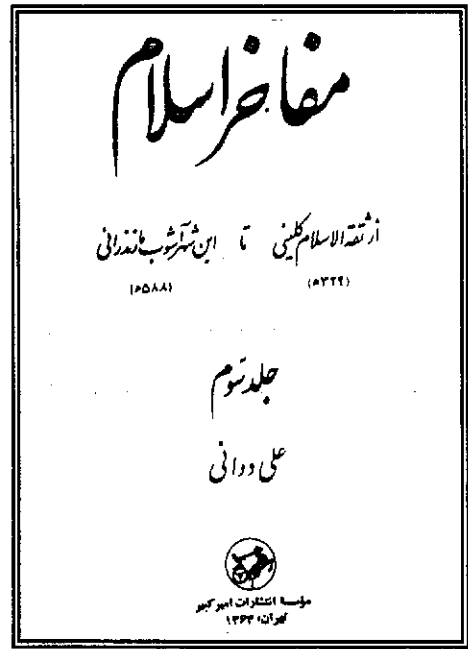 مفاخر اسلام
از ثقة الاسلام کلینی تا ابن شهرآشوب مازندرانی
(۳۲۹ه) (۵۸۸ه)
جلد سوم
علی دوانی
مؤسسهٔ انتشارات امیرکبیر
تهران، ۱۳۶۳